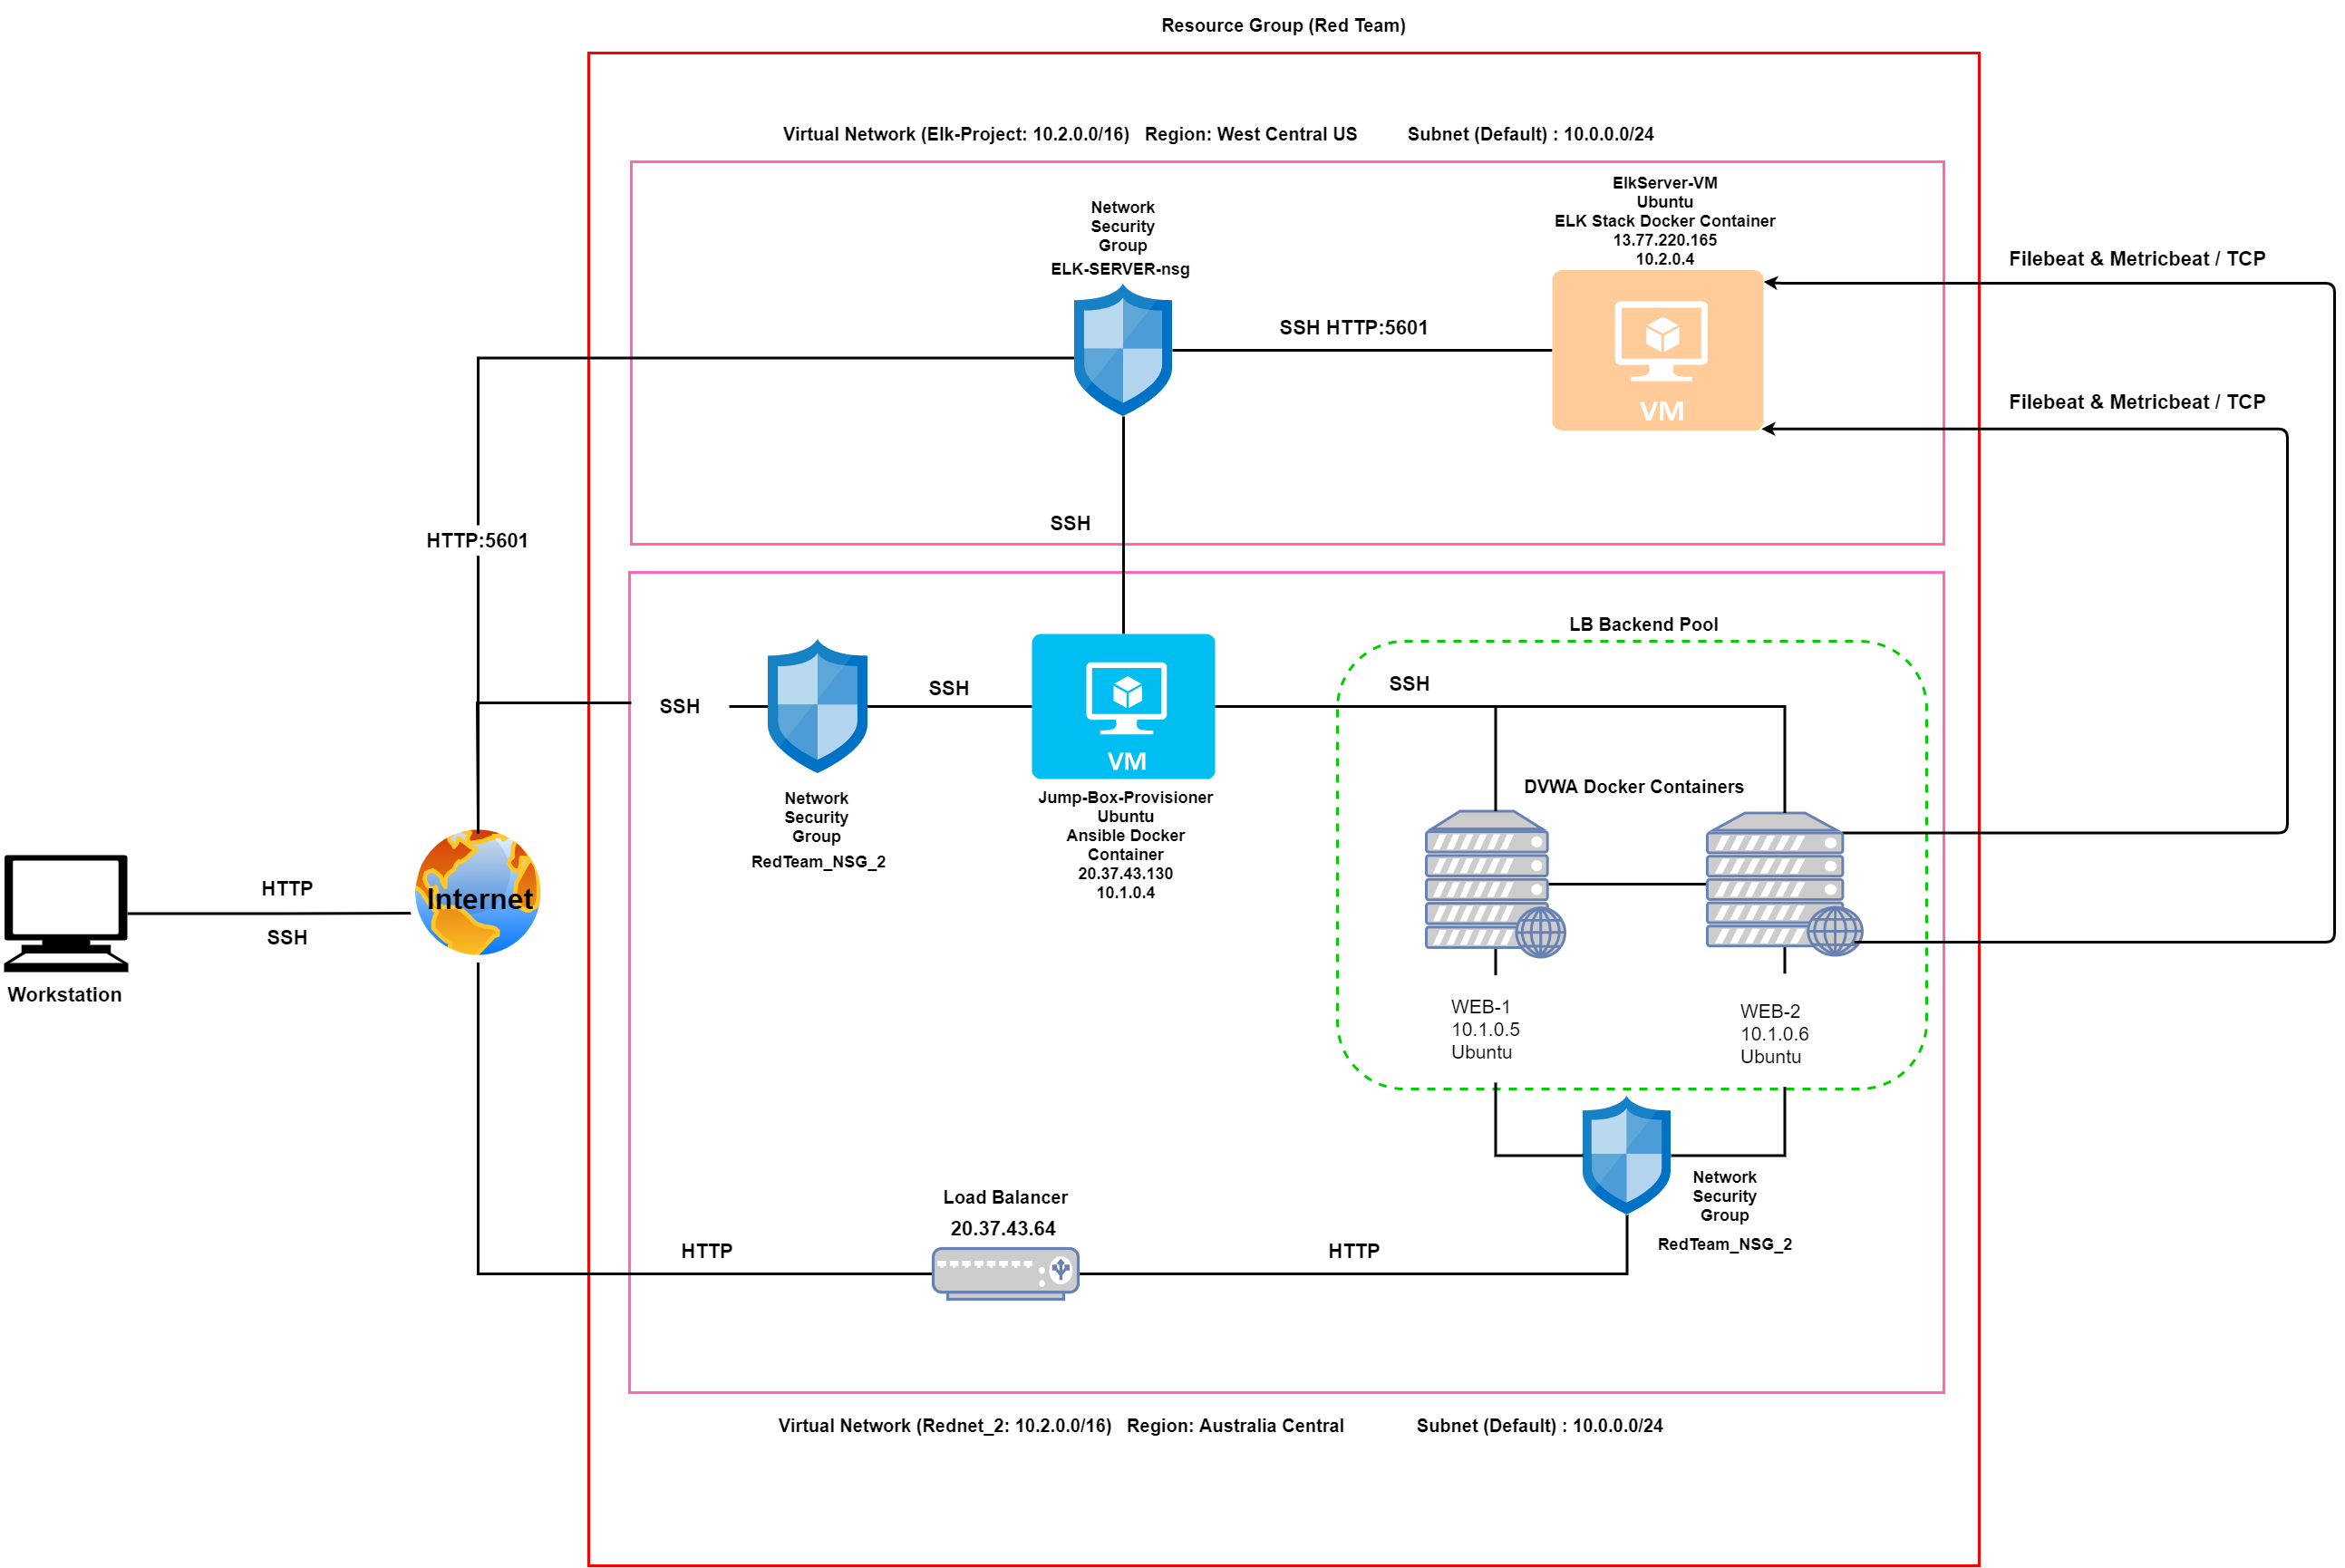 Resource Group (Red Team)
Virtual Network (Elk-Project: 10.2.0.0/16) Region: West Central US Subnet (Default) : 10.0.0.0/24
ElkServer-VM
Ubuntu
ELK Stack Docker Container
13.77.220.165
10.2.0.4
VM
Network
Security
Group
ELK-SERVER-nsg
SSH HTTP:5601
Filebeat & Metricbeat / TCP
Filebeat & Metricbeat / TCP
SSH
HTTP:5601
LB Backend Pool
SSH
SSH
SSH
VM
Network
Security
Group
RedTeam_NSG_2
Jump-Box-Provisioner
Ubuntu
Ansible Docker
Container
20.37.43.130
10.1.0.4
DVWA Docker Containers
HTTP
SSH
Internet
Workstation
WEB-1
10.1.0.5
Ubuntu
WEB-2
10.1.0.6
Ubuntu
Network
Security
Group
RedTeam_NSG_2
Load Balancer
20.37.43.64
HTTP
HTTP
Virtual Network (Rednet_2: 10.2.0.0/16) Region: Australia Central Subnet (Default) : 10.0.0.0/24